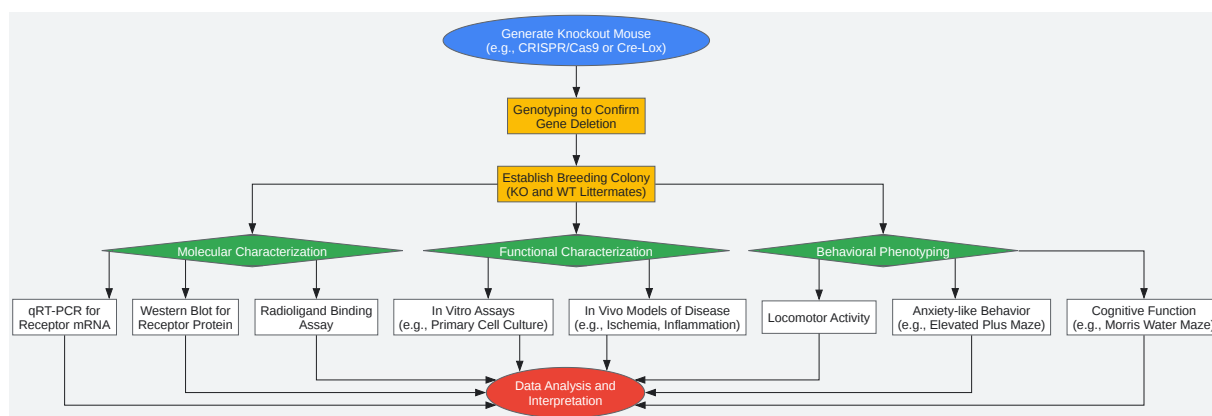 Generate Knockout Mouse
(e.g., CRISPR/Cas9 or Cre-Lox)
Genotyping to Confirm
Gene Deletion
Establish Breeding Colony
(KO and WT Littermates)
Molecular Characterization
Functional Characterization
Behavioral Phenotyping
qRT-PCR for
Receptor mRNA
Western Blot for
Receptor Protein
Radioligand Binding
Assay
In Vitro Assays
(e.g., Primary Cell Culture)
In Vivo Models of Disease
(e.g., Ischemia, Inflammation)
Locomotor Activity
Anxiety-like Behavior
(e.g., Elevated Plus Maze)
Cognitive Function
(e.g., Morris Water Maze)
Data Analysis and
Interpretation